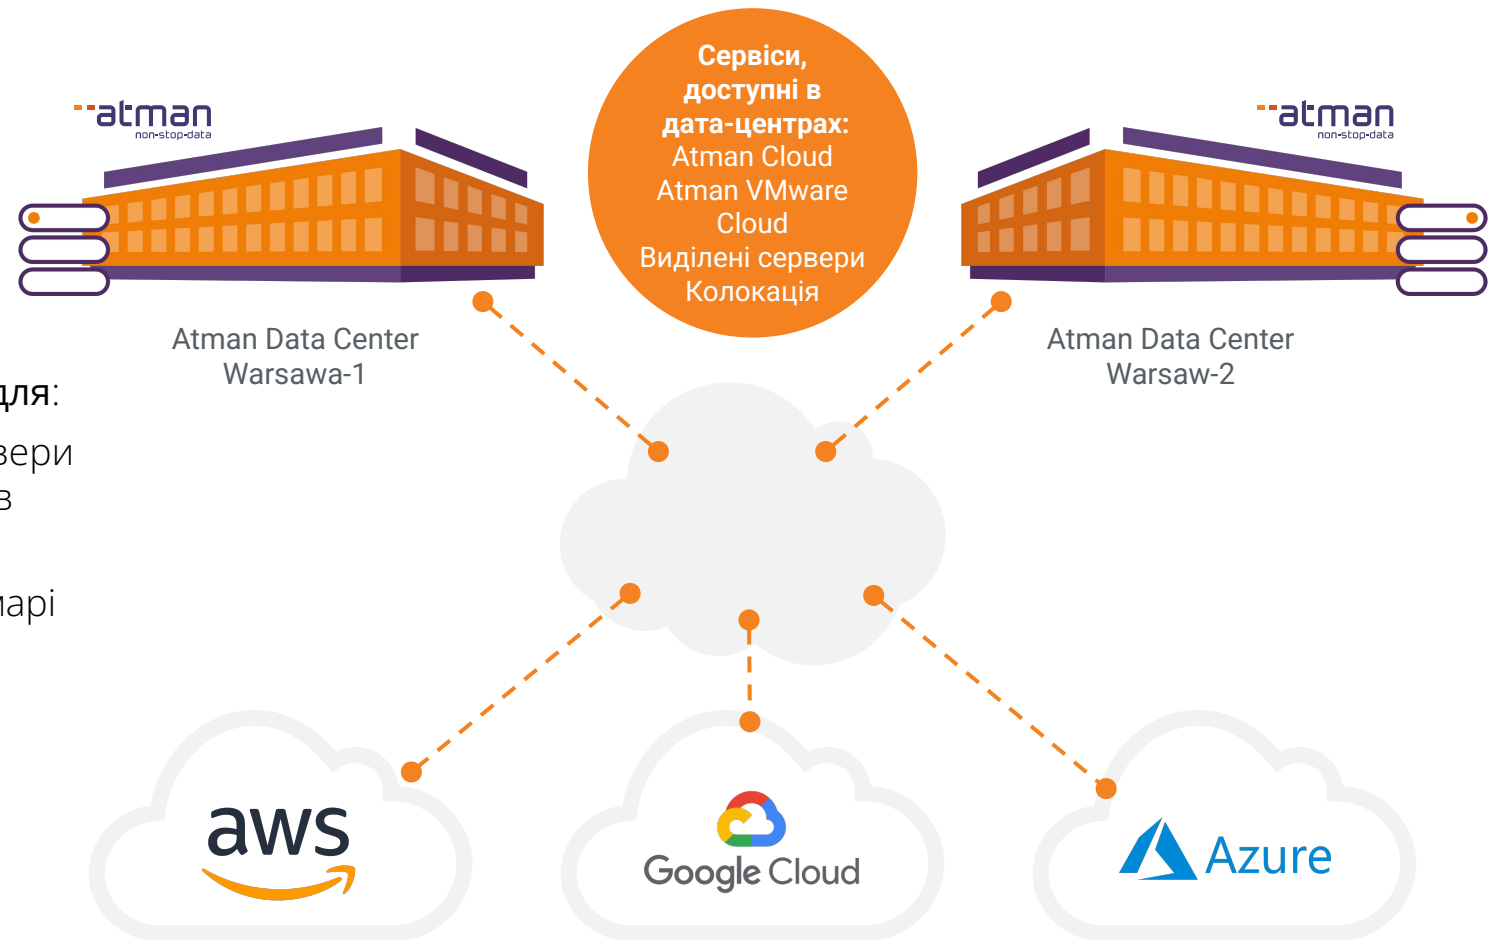 Сервіси,
доступні в
дата-центрах:
Atman Cloud
Atman VMware
Cloud
Виділені сервери
Колокація
atman
non-stop-data
atman
non-stop-data
Atman Data Center
Warsawa-1
Atman Data Center
Warsaw-2
для:
вери
в
марі
aws
Google Cloud
Azure